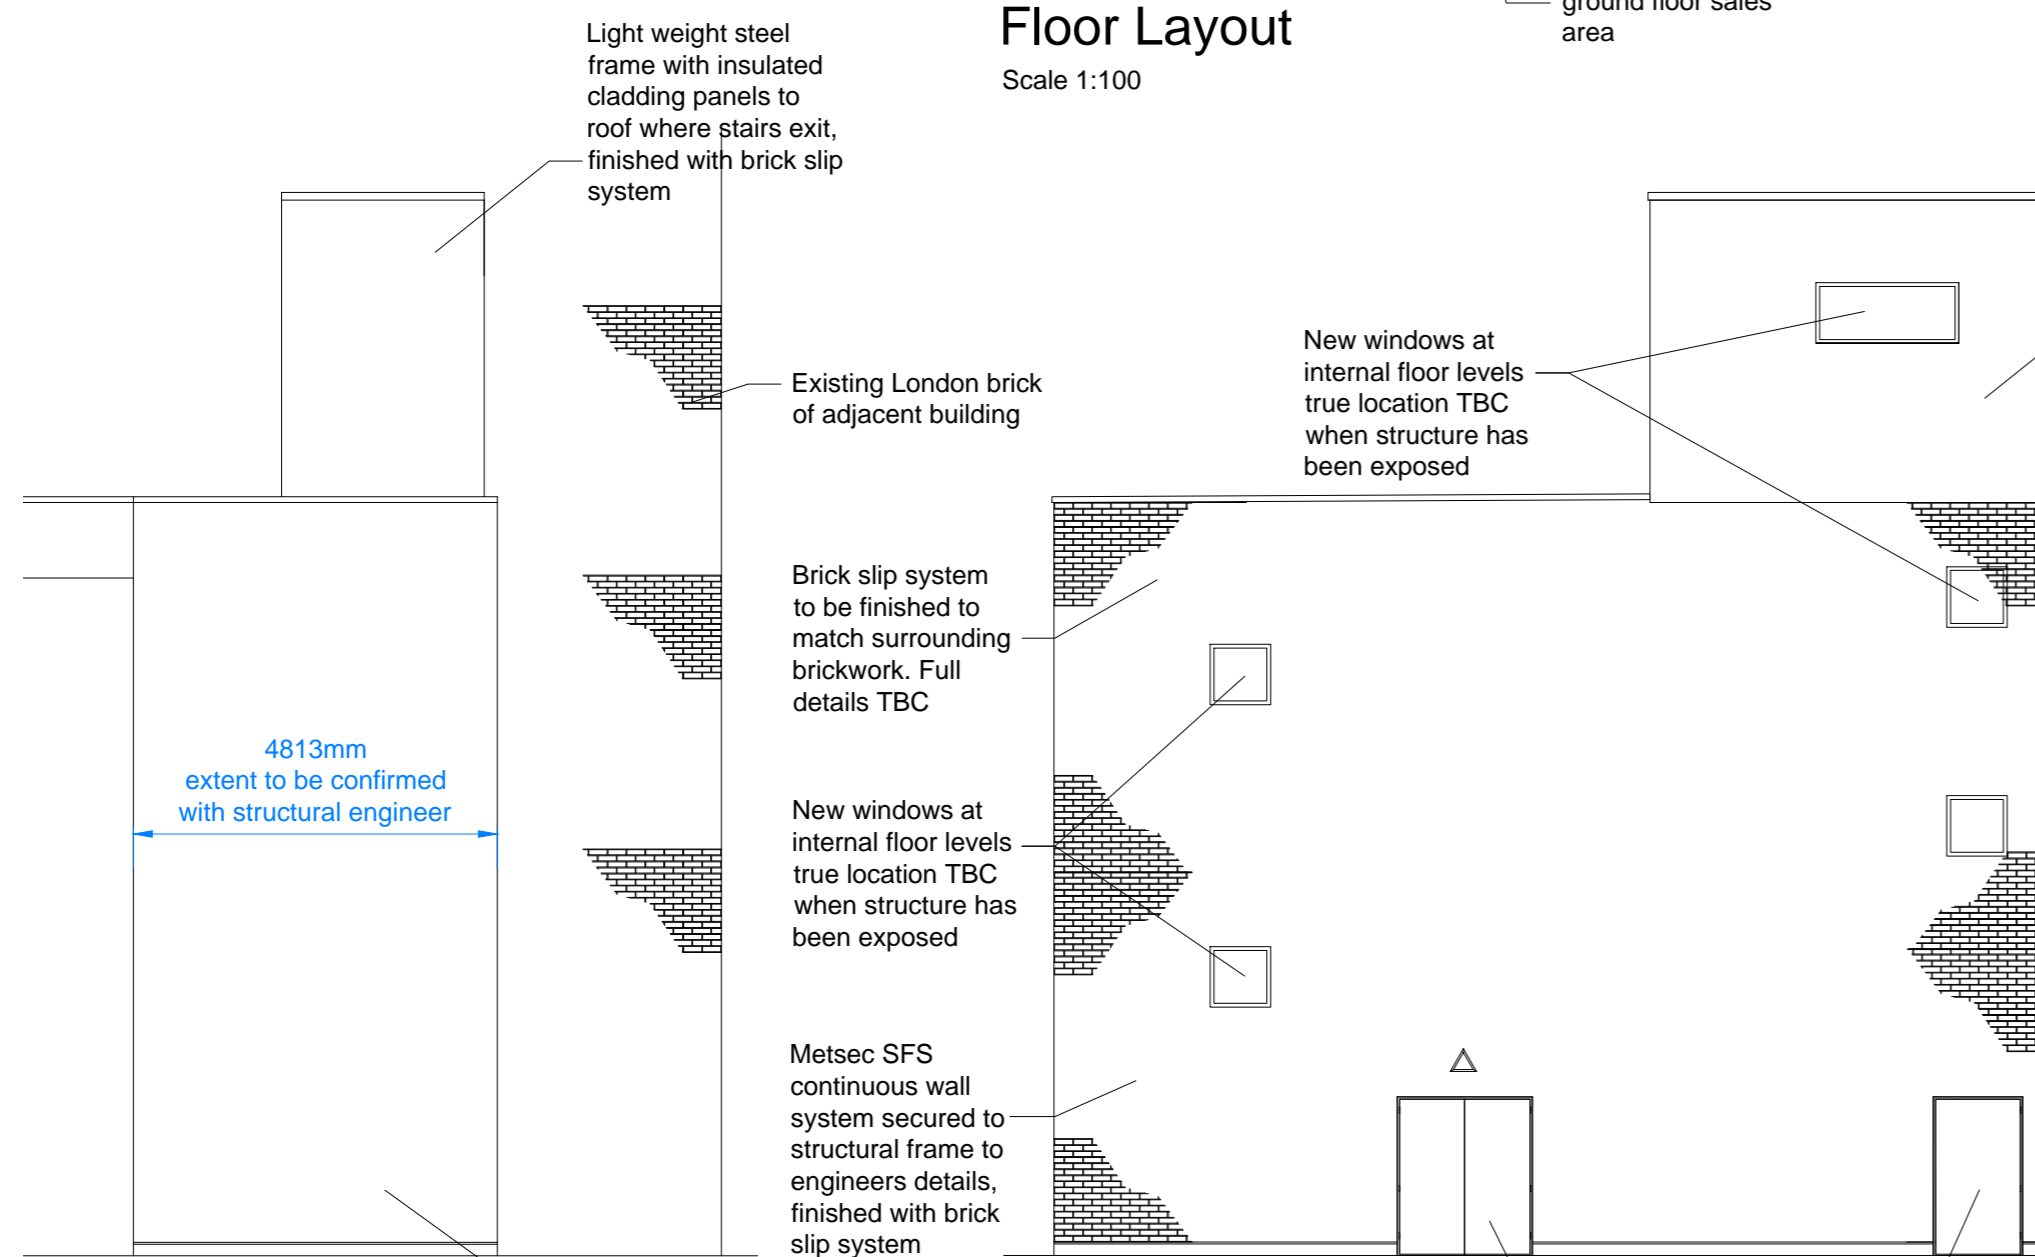 Floor Layout
Scale 1:100
ground floor sales
area
Light weight steel
frame with insulated
cladding panels to
roof where stairs exit,
finished with brick slip
system
Existing London brick
of adjacent building
New windows at
internal floor levels
true location TBC
when structure has
been exposed
Brick slip system
to be finished to
match surrounding
brickwork. Full
details TBC
4813mm
extent to be confirmed
with structural engineer
New windows at
internal floor levels
true location TBC
when structure has
been exposed
Metsec SFS
continuous wall
system secured to
structural frame to
engineers details,
finished with brick
slip system